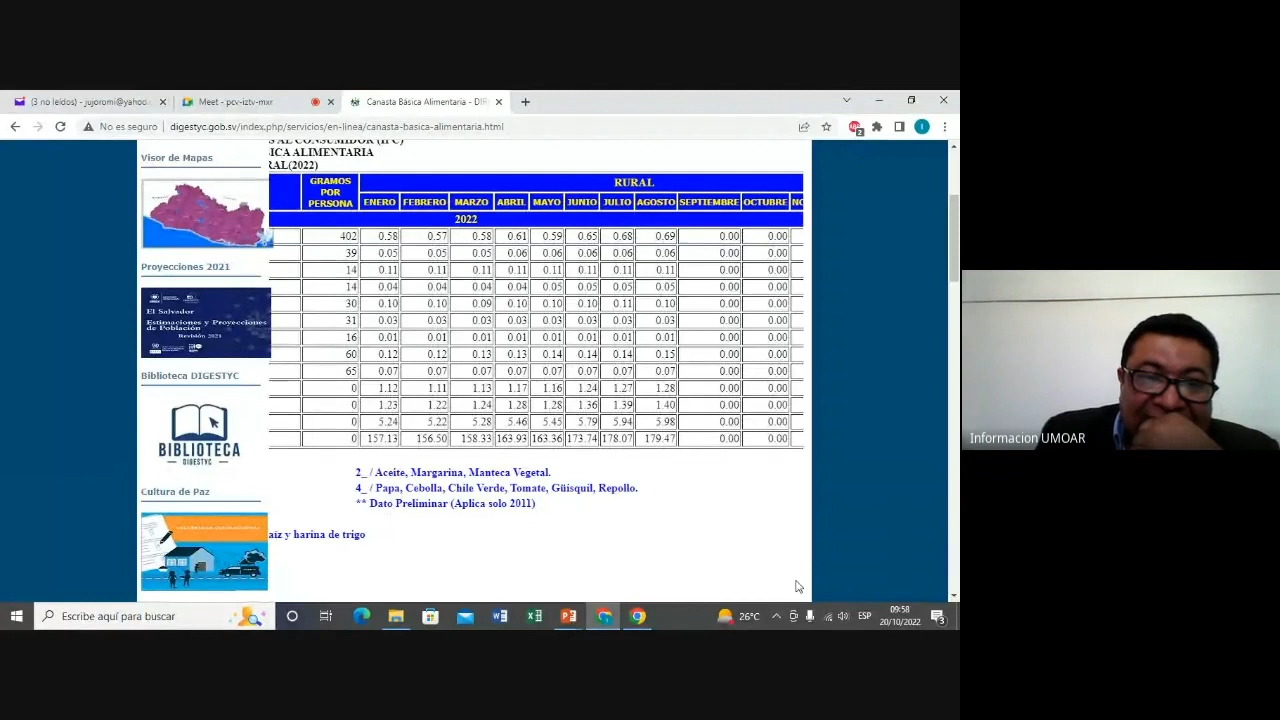 (3 no leídos) - jujoromi@yahoo.
Meet - pcv-iztv-mxr
Canasta Básica Alimentaria - DIR
No es seguro
digestyc.gob.sv/index.php/servicios/en-linea/canasta-basica-alimentaria.html
2
I
Visor de Mapas
S AL CONSUMIDOR (IPC)
ICA ALIMENTARIA
RAL(2022)
GRAMOS POR PERSONA RURAL
ENERO FEBRERO MARZO ABRIL MAYO JUNIO JULIO AGOSTO SEPTIEMBRE OCTUBRE NO
2022
402 0.58 0.57 0.58 0.61 0.59 0.65 0.68 0.69 0.00 0.00
39 0.05 0.05 0.05 0.06 0.06 0.06 0.06 0.06 0.00 0.00
14 0.11 0.11 0.11 0.11 0.11 0.11 0.11 0.11 0.00 0.00
14 0.04 0.04 0.04 0.04 0.05 0.05 0.05 0.05 0.00 0.00
30 0.10 0.10 0.09 0.10 0.10 0.10 0.11 0.10 0.00 0.00
31 0.03 0.03 0.03 0.03 0.03 0.03 0.03 0.03 0.00 0.00
16 0.01 0.01 0.01 0.01 0.01 0.01 0.01 0.01 0.00 0.00
60 0.12 0.12 0.13 0.13 0.14 0.14 0.14 0.15 0.00 0.00
65 0.07 0.07 0.07 0.07 0.07 0.07 0.07 0.07 0.00 0.00
0 1.12 1.11 1.13 1.17 1.16 1.24 1.27 1.28 0.00 0.00
0 1.23 1.22 1.24 1.28 1.28 1.36 1.39 1.40 0.00 0.00
0 5.24 5.22 5.28 5.46 5.45 5.79 5.94 5.98 0.00 0.00
0 157.13 156.50 158.33 163.93 163.36 173.74 178.07 179.47 0.00 0.00
2_ / Aceite, Margarina, Manteca Vegetal.
4_ / Papa, Cebolla, Chile Verde, Tomate, Güisquil, Repollo.
** Dato Preliminar (Aplica solo 2011)
aiz y harina de trigo
Proyecciones 2021
El Salvador
Estimaciones y Proyecciones
de Población
Revisión 2021
Biblioteca DIGESTYC
BIBLIOTECA
DIGESTYC
Cultura de Paz
Informacion UMOAR
Escribe aquí para buscar
26°C
ESP
09:58
20/10/2022
3